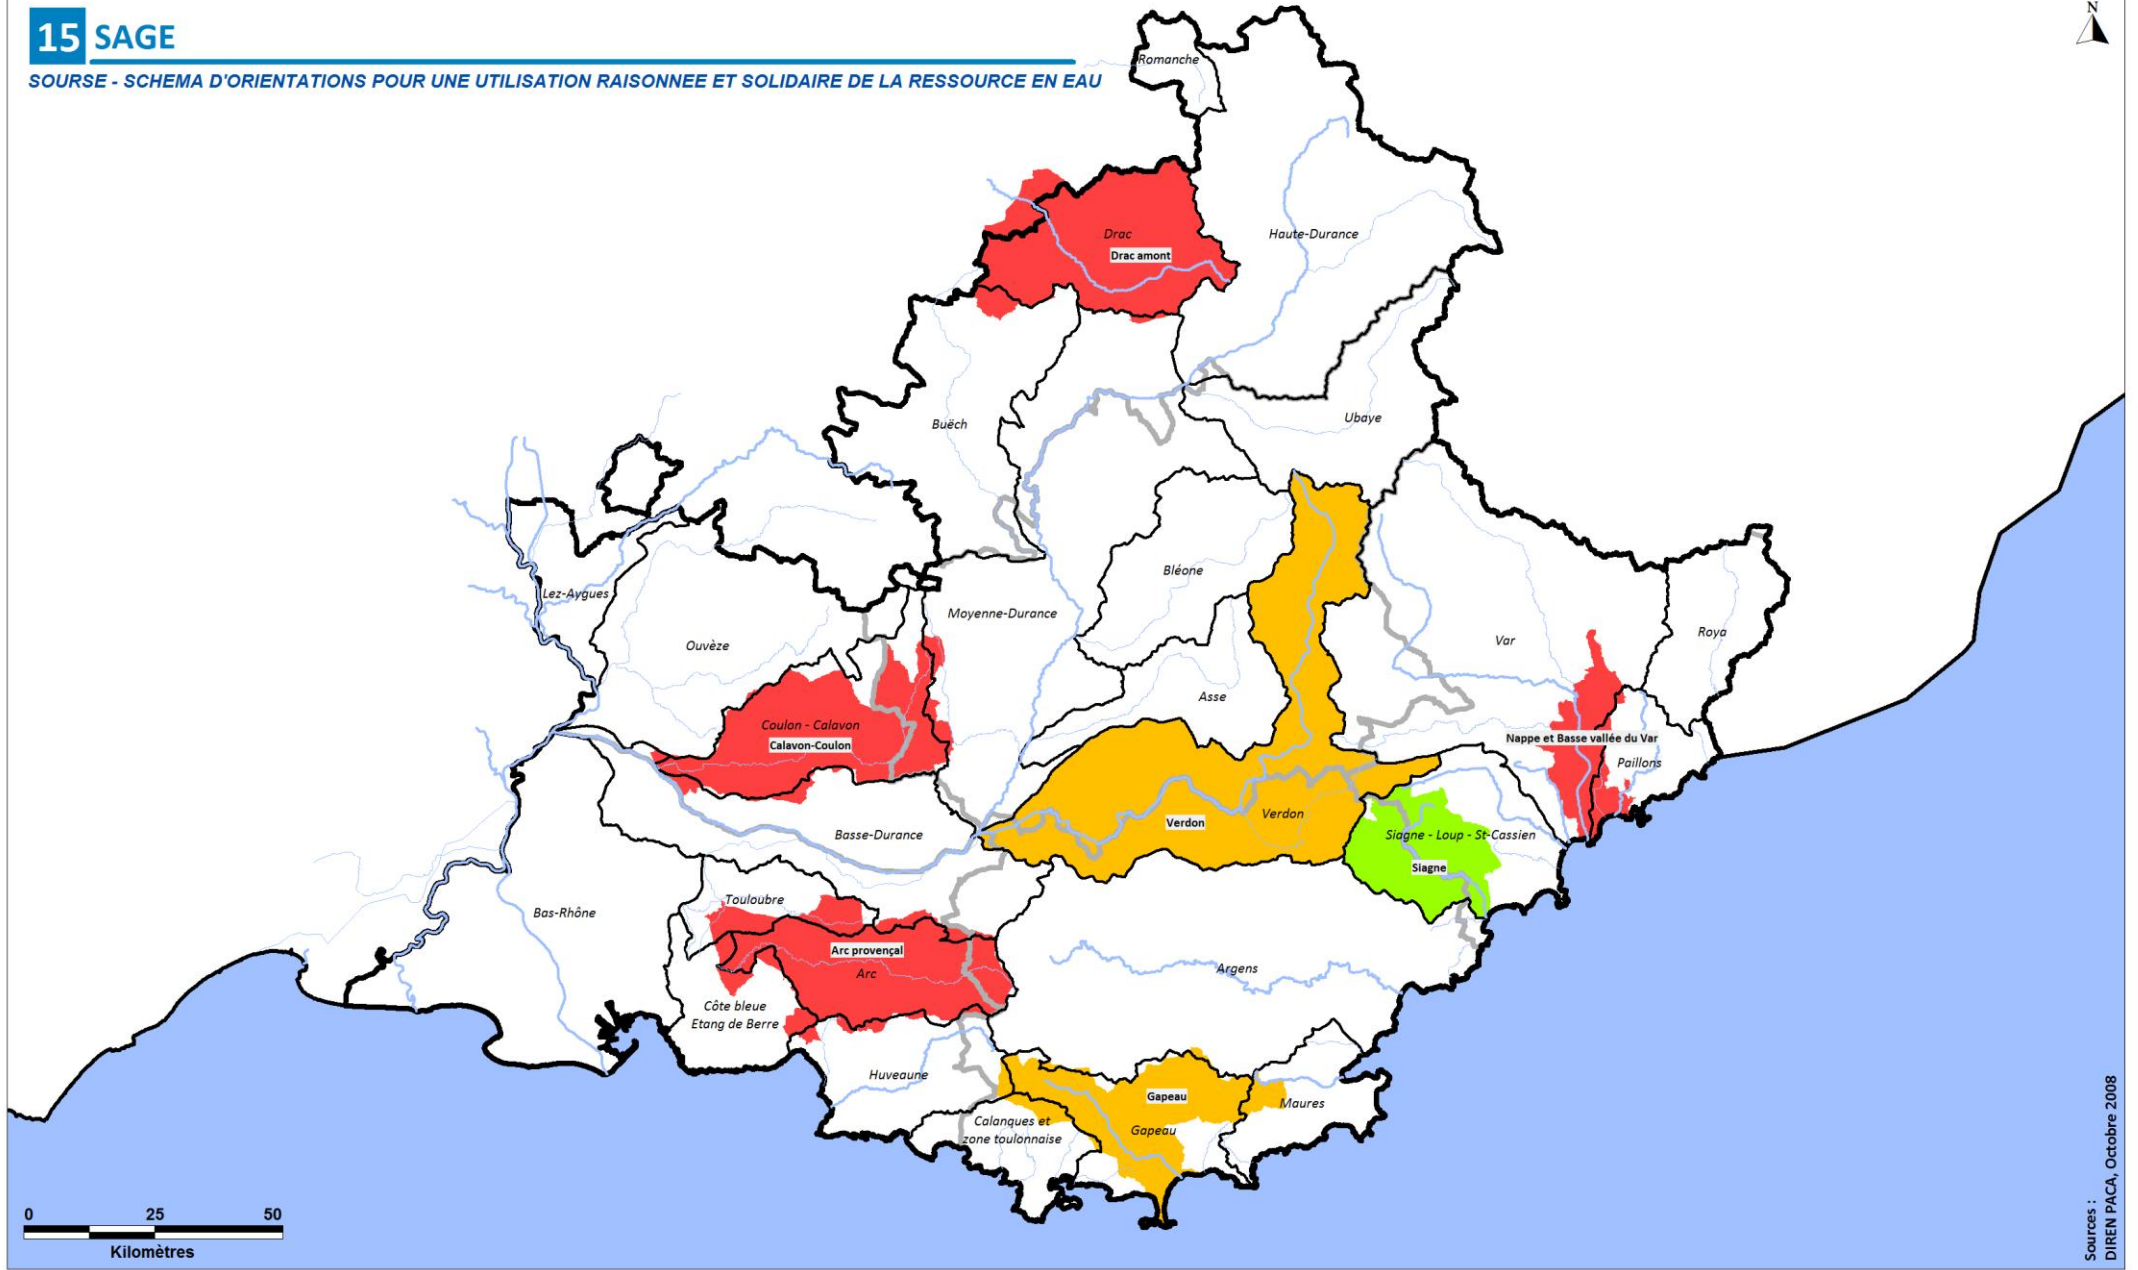 15 SAGE
SOURSE - SCHEMA D'ORIENTATIONS POUR UNE UTILISATION RAISONNEE ET SOLIDAIRE DE LA RESSOURCE EN EAU
N
Romanche
Drac
Drac amont
Haute-Durance
Buëch
Ubaye
Lez-Aygues
Ouvèze
Moyenne-Durance
Bléone
Asse
Var
Roya
Coulon - Calavon
Calavon-Coulon
Nappe et Basse vallée du Var
Paillons
Basse-Durance
Verdon
Verdon
Siagne - Loup - St-Cassien
Siagne
Bas-Rhône
Touloubre
Arc provençal
Arc
Argens
Côte bleue
Etang de Berre
Huveaune
Gapeau
Gapeau
Maures
Calanques et
zone toulonnaise
0 25 50
Kilomètres
Sources :
DIREN PACA, Octobre 2008